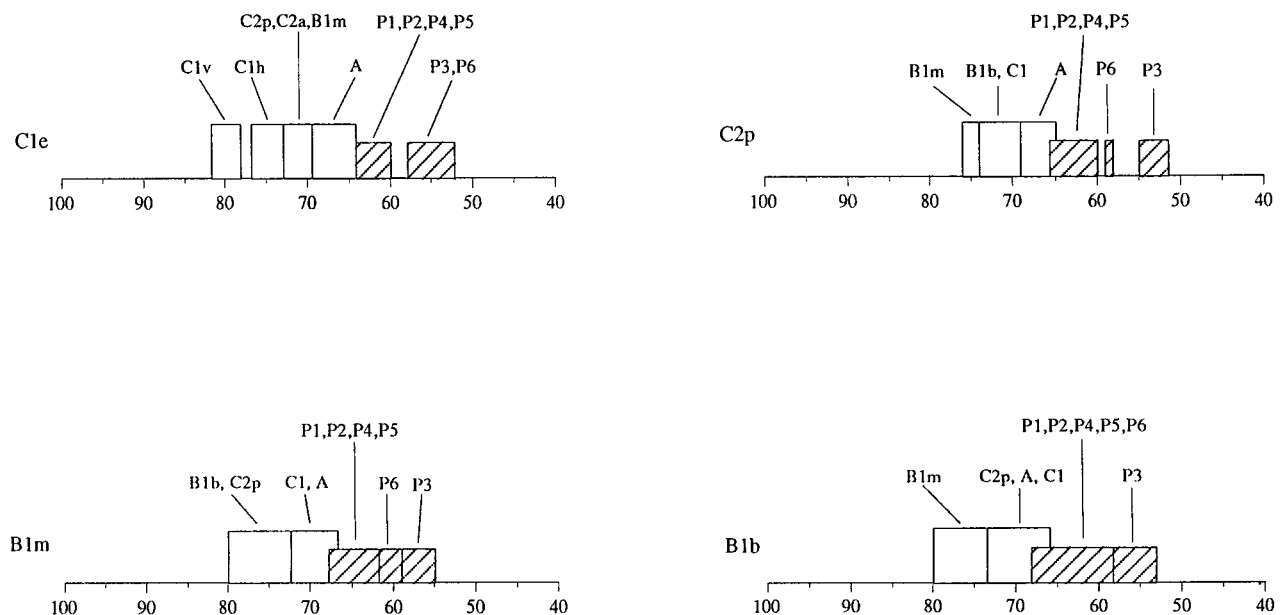 C2p,C2a,B1m
P1,P2,P4,P5
C1v
C1h
A
P3,P6
C1e
100 90 80 70 60 50 40
P1,P2,P4,P5
B1m
B1b, C1
A
P6
P3
C2p
100 90 80 70 60 50 40
P1,P2,P4,P5
B1b, C2p
C1, A
P6
P3
B1m
100 90 80 70 60 50 40
P1,P2,P4,P5,P6
B1m
C2p, A, C1
P3
B1b
100 90 80 70 60 50 40